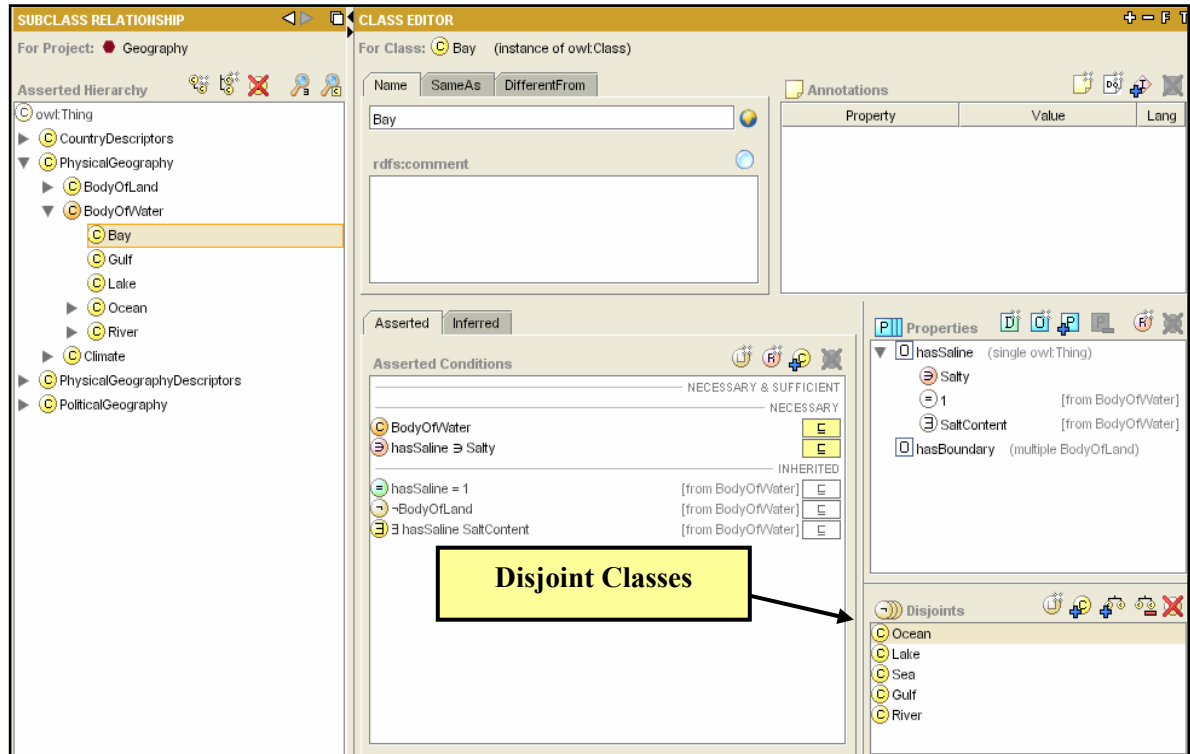 SUBCLASS RELATIONSHIP
For Project: Geography
Asserted Hierarchy
owl:Thing
CountryDescriptors
PhysicalGeography
BodyOfLand
BodyOfWater
Bay
Gulf
Lake
Ocean
River
Climate
PhysicalGeographyDescriptors
PoliticalGeography
CLASS EDITOR
F T
For Class: C Bay (instance of owl:Class)
Name SameAs DifferentFrom
Bay
rdfs:comment
Annotations
Property Value Lang
Asserted Inferred
Asserted Conditions
NECESSARY & SUFFICIENT
NECESSARY
BodyOfWater ⊑
hasSaline ∋ Salty ⊑
INHERITED
hasSaline = 1 [from BodyOfWater] ⊑
¬BodyOfLand [from BodyOfWater] ⊑
∃ hasSaline SaltContent [from BodyOfWater] ⊑
Disjoint Classes
Properties
hasSaline (single owl:Thing)
Salty
1 [from BodyOfWater]
SaltContent [from BodyOfWater]
hasBoundary (multiple BodyOfLand)
Disjoints
Ocean
Lake
Sea
Gulf
River